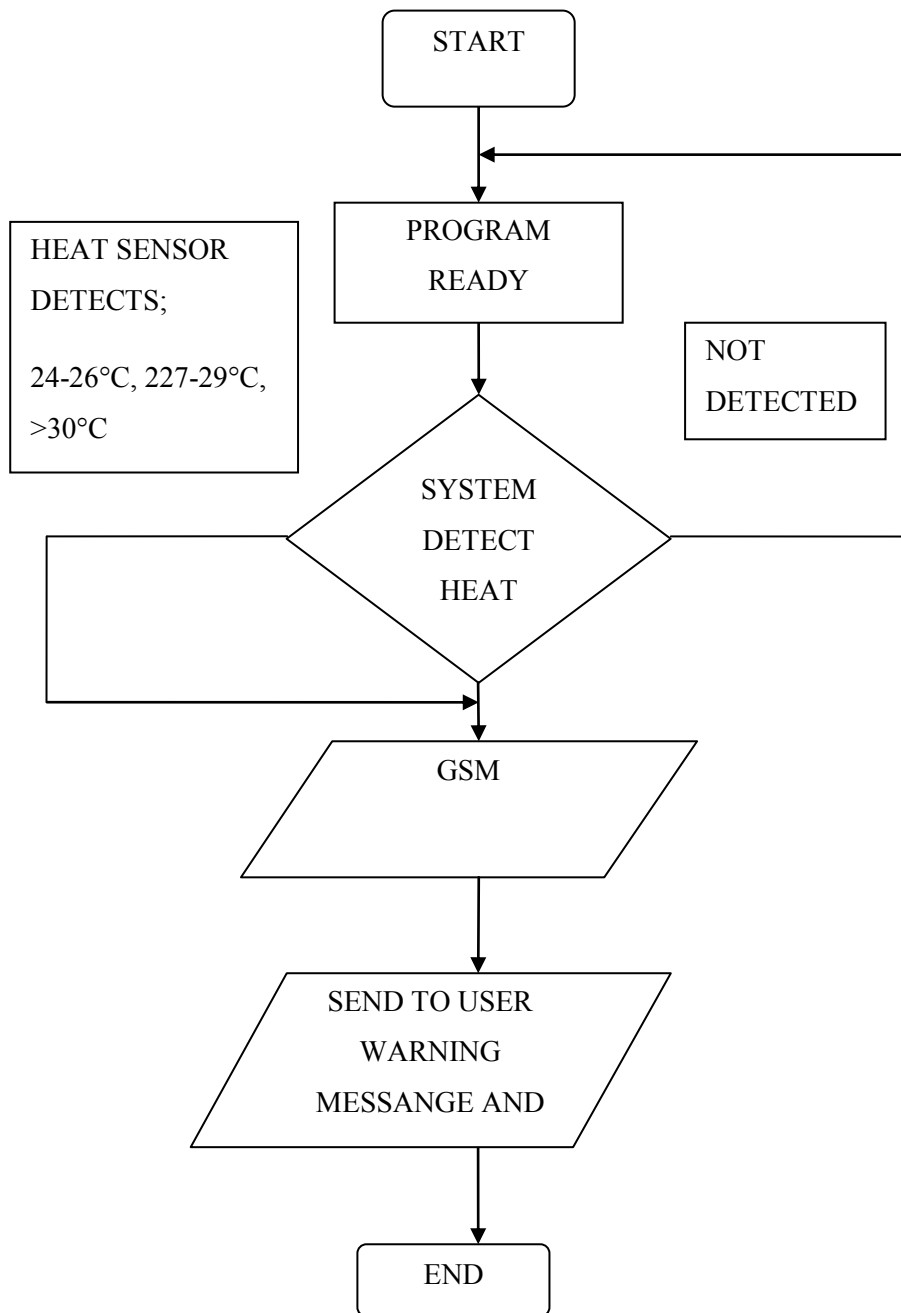 START
PROGRAM
READY
HEAT SENSOR
DETECTS;
24-26°C, 227-29°C,
>30°C
NOT
DETECTED
SYSTEM
DETECT
HEAT
GSM
SEND TO USER
WARNING
MESSANGE AND
END